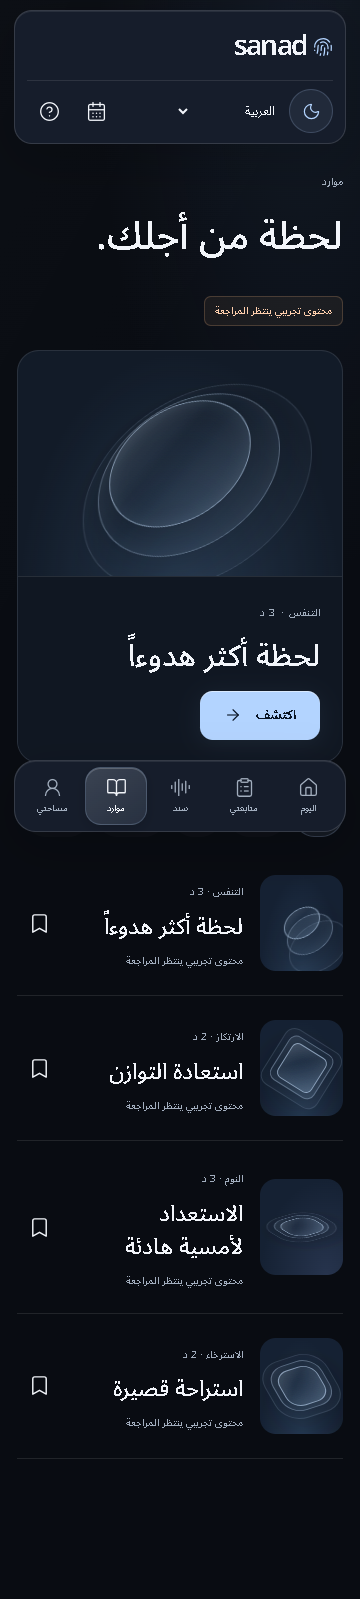 sanad
العربية
موارد
لحظة من أجلك.
محتوى تجريبي ينتظر المراجعة
التنفس · 3 د
لحظة أكثر هدوءاً
اكتشف
اليوم
متابعتي
سند
موارد
مساحتي
التنفس · 3 د
لحظة أكثر هدوءاً
محتوى تجريبي ينتظر المراجعة
الارتكاز · 2 د
استعادة التوازن
محتوى تجريبي ينتظر المراجعة
النوم · 3 د
الاستعداد
لأمسية هادئة
محتوى تجريبي ينتظر المراجعة
الاسترخاء · 2 د
استراحة قصيرة
محتوى تجريبي ينتظر المراجعة